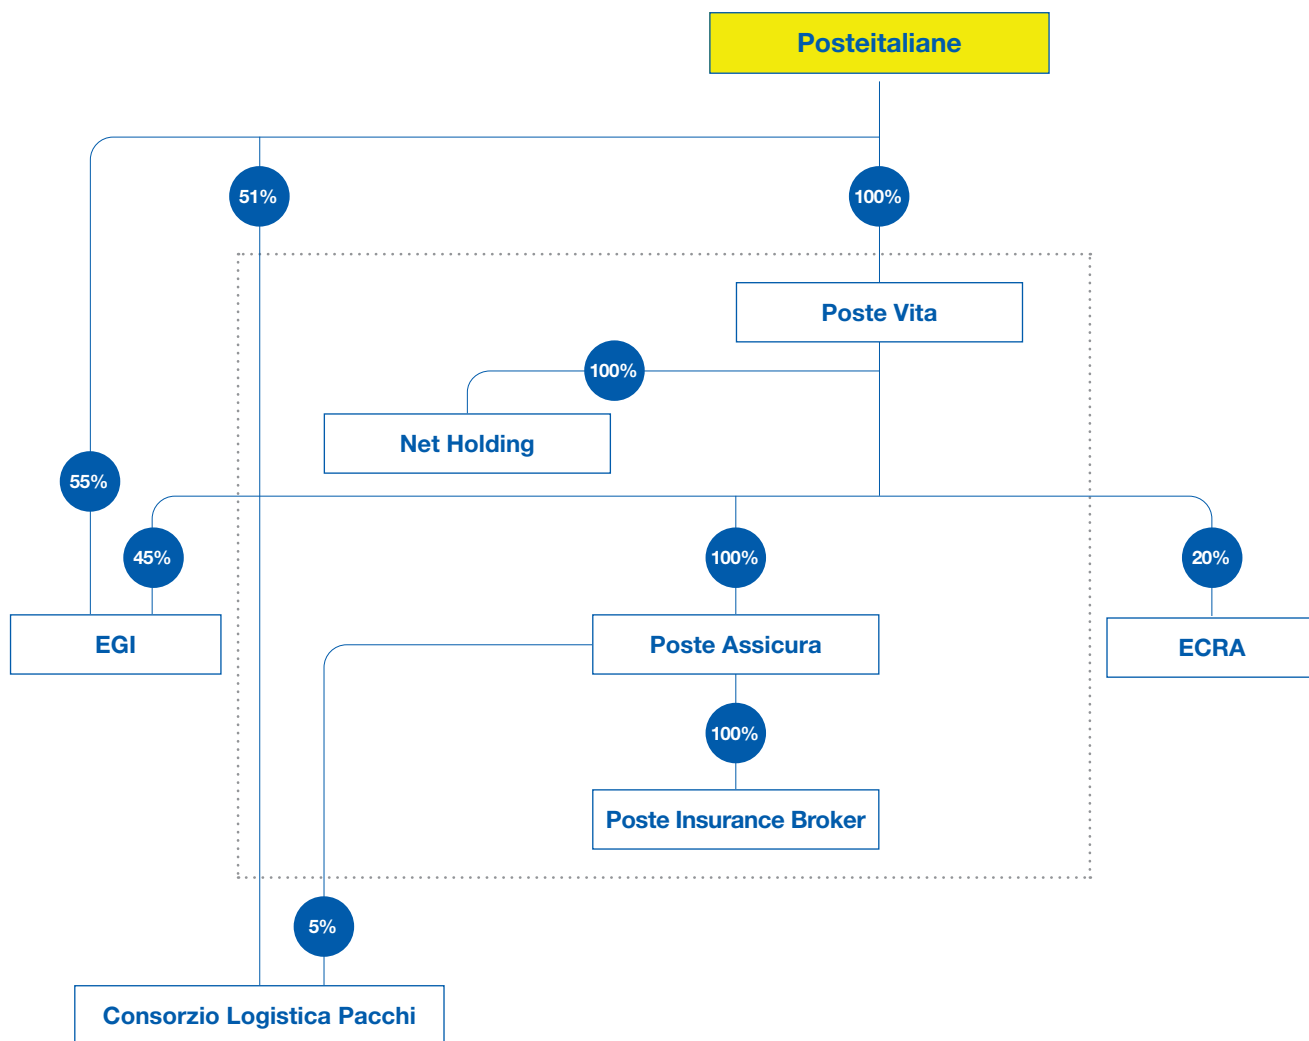 Posteitaliane
51%
100%
Poste Vita
100%
Net Holding
55%
45%
100%
20%
EGI
Poste Assicura
ECRA
100%
Poste Insurance Broker
5%
Consorzio Logistica Pacchi